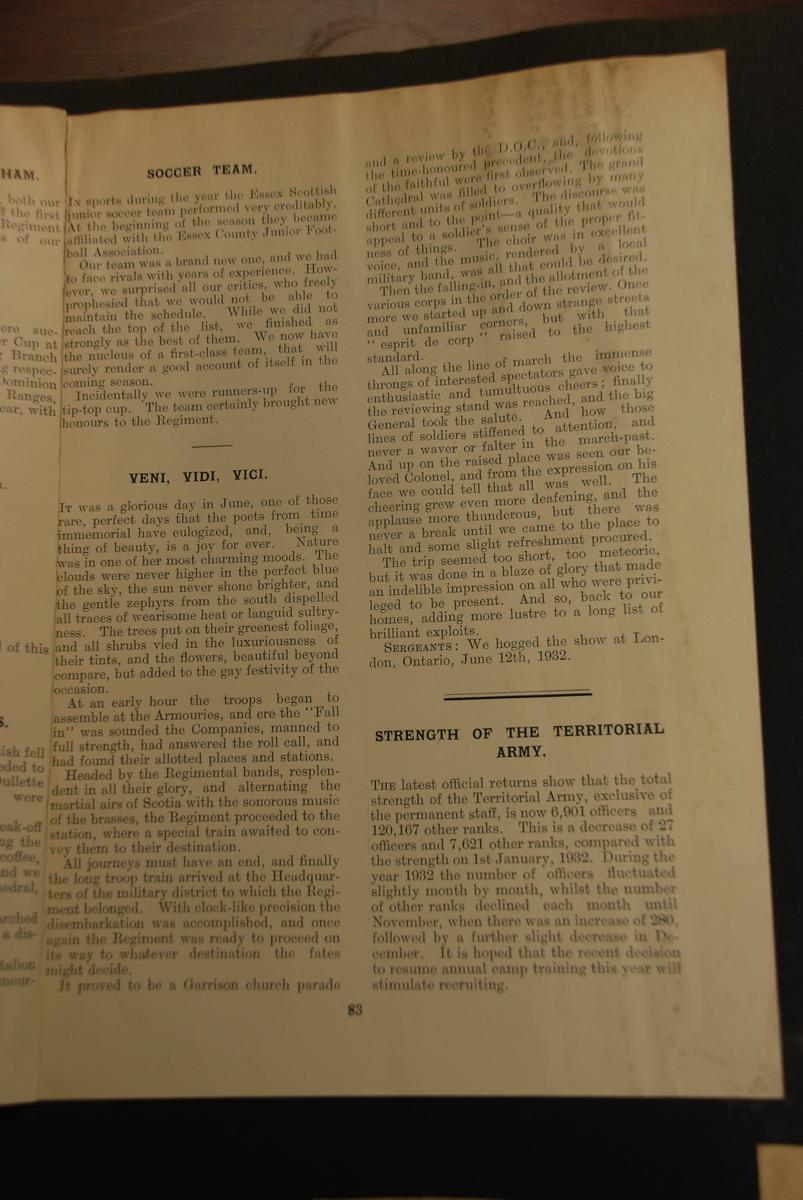 HAM.
both our
the first
Regiment
s of our
ere suc-
r Cup at
Branch
g respec-
Dominion
Ranges,
ear, with
of this
s.
ish fell
ded to
ullette
were
eak-off
ng the
coffee,
nd we
edral,
arched
a dis-
tation
mour-
SOCCER TEAM.
In sports during the year the Essex Scottish
junior soccer team performed very creditably.
At the beginning of the season they became
affiliated with the Essex County Junior Foot-
ball Association.
Our team was a brand new one, and we had
to face rivals with years of experience. How-
ever, we surprised all our critics, who freely
prophesied that we would not be able to
maintain the schedule. While we did not
reach the top of the list, we finished as
strongly as the best of them. We now have
the nucleus of a first-class team, that will
surely render a good account of itself in the
coming season.
Incidentally we were runners-up for the
tip-top cup. The team certainly brought new
honours to the Regiment.
VENI, VIDI, VICI.
It was a glorious day in June, one of those
rare, perfect days that the poets from time
immemorial have eulogized, and, being a
thing of beauty, is a joy for ever. Nature
was in one of her most charming moods. The
clouds were never higher in the perfect blue
of the sky, the sun never shone brighter, and
the gentle zephyrs from the south dispelled
all traces of wearisome heat or languid sultry-
ness. The trees put on their greenest foliage,
and all shrubs vied in the luxuriousness of
their tints, and the flowers, beautiful beyond
compare, but added to the gay festivity of the
occasion.
At an early hour the troops began to
assemble at the Armouries, and ere the "Fall
in" was sounded the Companies, manned to
full strength, had answered the roll call, and
had found their allotted places and stations.
Headed by the Regimental bands, resplen-
dent in all their glory, and alternating the
martial airs of Scotia with the sonorous music
of the brasses, the Regiment proceeded to the
station, where a special train awaited to con-
vey them to their destination.
All journeys must have an end, and finally
the long troop train arrived at the Headquar-
ters of the military district to which the Regi-
ment belonged. With clock-like precision the
disembarkation was accomplished, and once
again the Regiment was ready to proceed on
its way to whatever destination the fates
might decide.
It proved to be a Garrison church parade
and a review by the D.O.C., and, following
the time-honoured precedent, the devotions
of the faithful were first observed. The grand
Cathedral was filled to overflowing by many
different units of soldiers. The discourse was
short and to the point—a quality that would
appeal to a soldier's sense of the proper fit-
ness of things. The choir was in excellent
voice, and the music, rendered by a local
military band, was all that could be desired.
Then the falling-in, and the allotment of the
various corps in the order of the review. Once
more we started up and down strange streets
and unfamiliar corners, but with that
"esprit de corp" raised to the highest
standard.
All along the line of march the immense
throngs of interested spectators gave voice to
enthusiastic and tumultuous cheers; finally
the reviewing stand was reached, and the big
General took the salute. And how those
lines of soldiers stiffened to attention, and
never a waver or falter in the march-past.
And up on the raised place was seen our be-
loved Colonel, and from the expression on his
face we could tell that all was well. The
cheering grew even more deafening, and the
applause more thunderous, but there was
never a break until we came to the place to
halt and some slight refreshment procured.
The trip seemed too short, too meteoric,
but it was done in a blaze of glory that made
an indelible impression on all who were privi-
leged to be present. And so, back to our
homes, adding more lustre to a long list of
brilliant exploits.
Sergeants: We hogged the show at Lon-
don, Ontario, June 12th, 1932.
STRENGTH OF THE TERRITORIAL
ARMY.
The latest official returns show that the total
strength of the Territorial Army, exclusive of
the permanent staff, is now 6,901 officers and
120,167 other ranks. This is a decrease of 27
officers and 7,621 other ranks, compared with
the strength on 1st January, 1932. During the
year 1932 the number of officers fluctuated
slightly month by month, whilst the number
of other ranks declined each month until
November, when there was an increase of 280,
followed by a further slight decrease in De-
cember. It is hoped that the recent decision
to resume annual camp training this year will
stimulate recruiting.
83